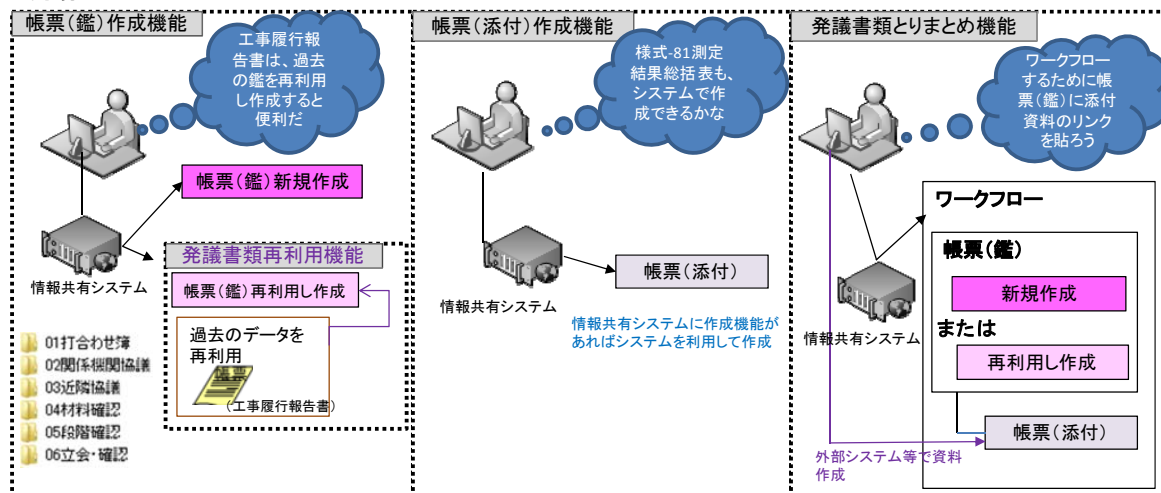 帳票(鑑)作成機能
工事履行報
告書は、過去
の鑑を再利用
し作成すると
便利だ
帳票(鑑)新規作成
情報共有システム
発議書類再利用機能
帳票(鑑)再利用し作成
過去のデータを
再利用
帳票
(工事履行報告書)
01打合わせ簿
02関係機関協議
03近隣協議
04材料確認
05段階確認
06立会・確認
帳票(添付)作成機能
様式-81測定
結果総括表も、
システムで作
成できるかな
情報共有システム
帳票(添付)
情報共有システムに作成機能が
あればシステムを利用して作成
発議書類とりまとめ機能
ワークフロー
するために帳
票(鑑)に添付
資料のリンク
を貼ろう
情報共有システム
ワークフロー
帳票(鑑)
新規作成
または
再利用し作成
帳票(添付)
外部システム等で資料
作成